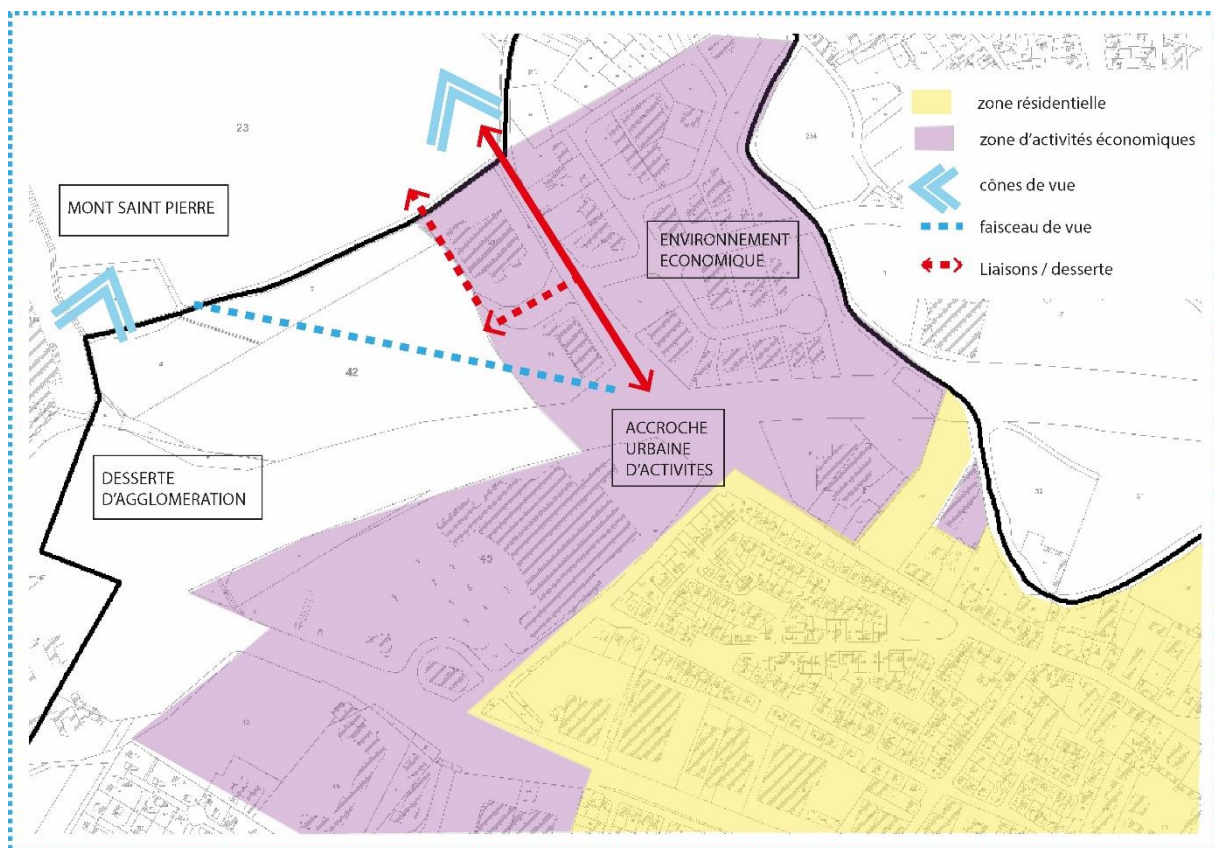 zone résidentielle
zone d'activités économiques
cônes de vue
faisceau de vue
Liaisons / desserte
23
MONT SAINT PIERRE
ENVIRONNEMENT
ECONOMIQUE
42
ACCROCHE
URBAINE
D'ACTIVITES
DESSERTE
D'AGGLOMERATION
45